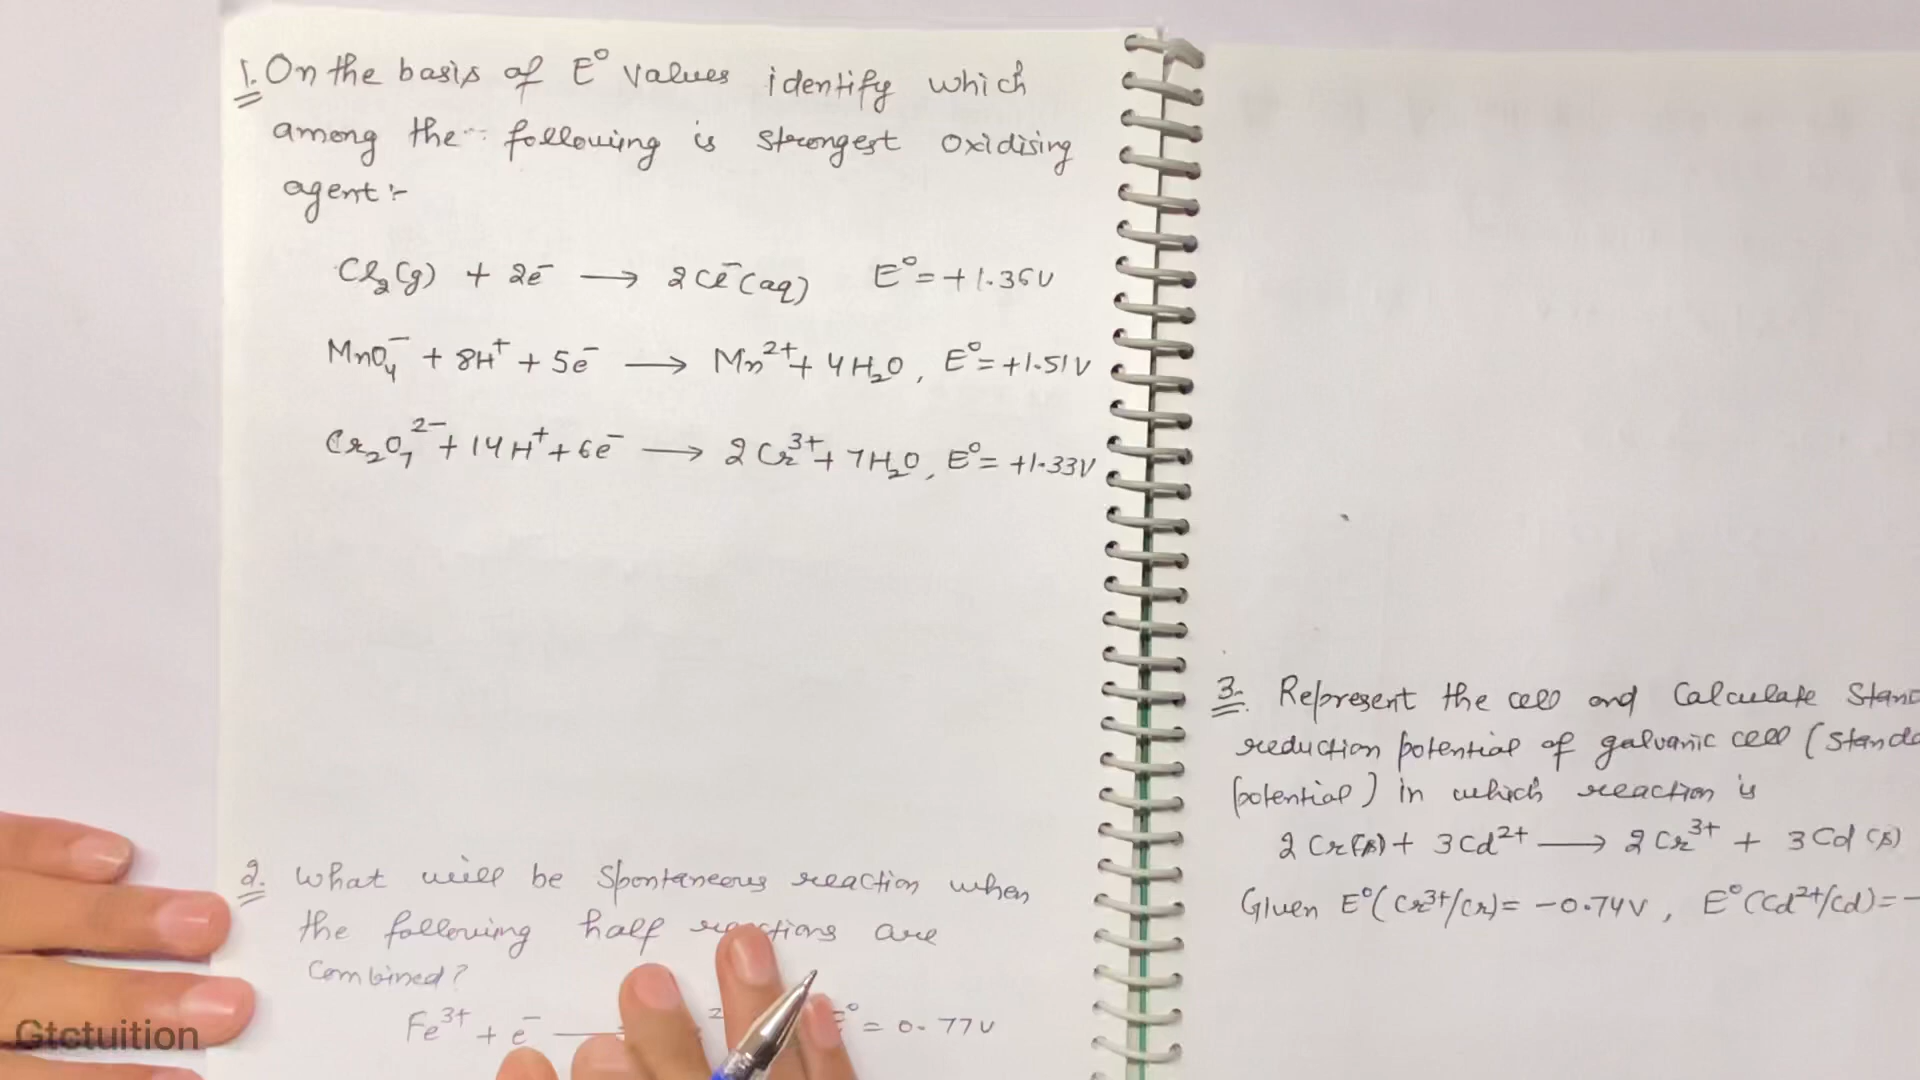 1. On the basis of E° values identify which
among the following is strongest oxidising
agent:-
Cl₂(g) + 2e⁻ → 2Cl⁻(aq) E° = +1.36V
MnO₄⁻ + 8H⁺ + 5e⁻ → Mn²⁺ + 4H₂O, E° = +1.51V
Cr₂O₇²⁻ + 14H⁺ + 6e⁻ → 2Cr³⁺ + 7H₂O, E° = +1.33V
2. What will be spontaneous reaction when
the following half reactions are
combined?
Fe³⁺ + e⁻ E° = 0.77V
3. Represent the cell and calculate Stan
reduction potential of galvanic cell (Standa
potential) in which reaction is
2Cr(s) + 3Cd²⁺ → 2Cr³⁺ + 3Cd(s)
Given E°(Cr³⁺/Cr) = -0.74V, E°(Cd²⁺/Cd) = -
Gtctuition